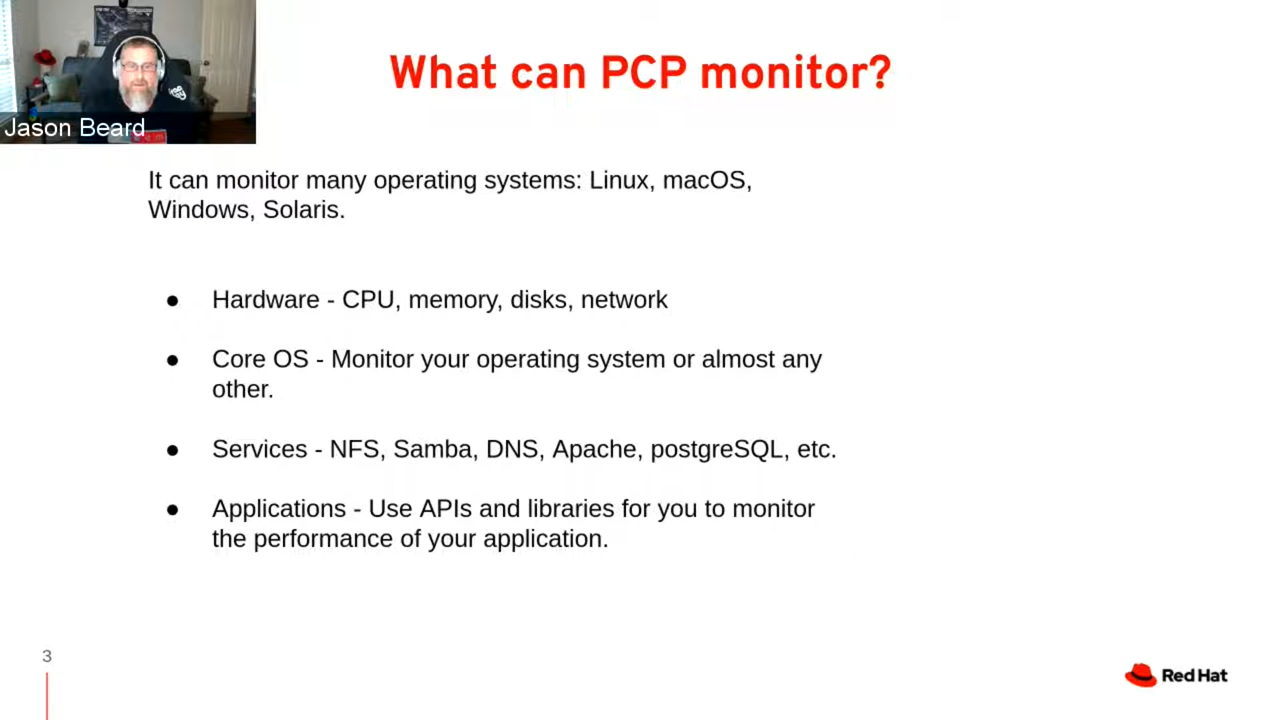 Jason Beard
What can PCP monitor?
It can monitor many operating systems: Linux, macOS,
Windows, Solaris.
● Hardware - CPU, memory, disks, network
● Core OS - Monitor your operating system or almost any
other.
● Services - NFS, Samba, DNS, Apache, postgreSQL, etc.
● Applications - Use APIs and libraries for you to monitor
the performance of your application.
3
Red Hat